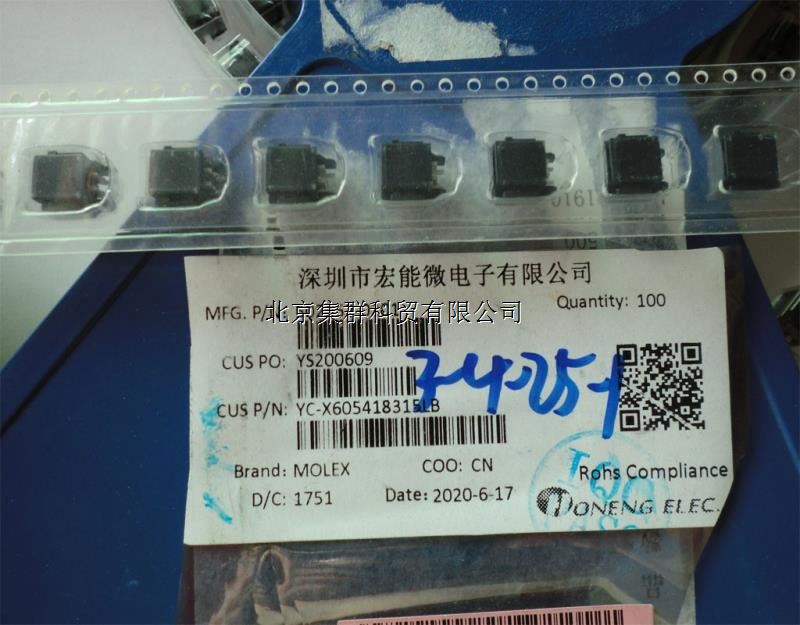 深圳市宏能微电子有限公司
MFG. P/
Quantity: 100
北京集群科贸有限公司
CUS PO: YS200609
CUS P/N: YC-X605418315LB
Brand: MOLEX
COO: CN
Rohs Compliance
D/C: 1751
Date: 2020-6-17
HONENG ELEC.